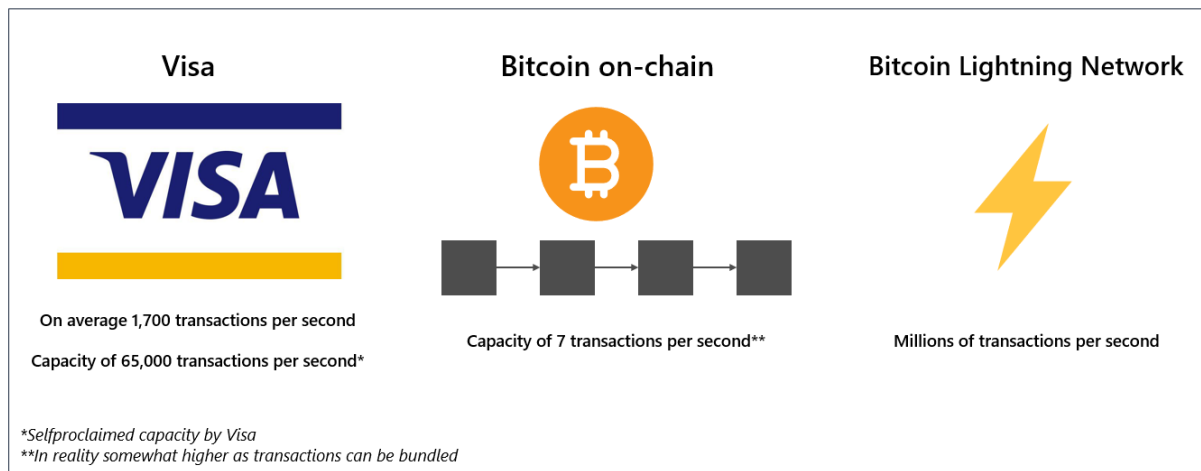 Visa
VISA
On average 1,700 transactions per second
Capacity of 65,000 transactions per second*
Bitcoin on-chain
Capacity of 7 transactions per second**
Bitcoin Lightning Network
Millions of transactions per second
*Selfproclaimed capacity by Visa
**In reality somewhat higher as transactions can be bundled